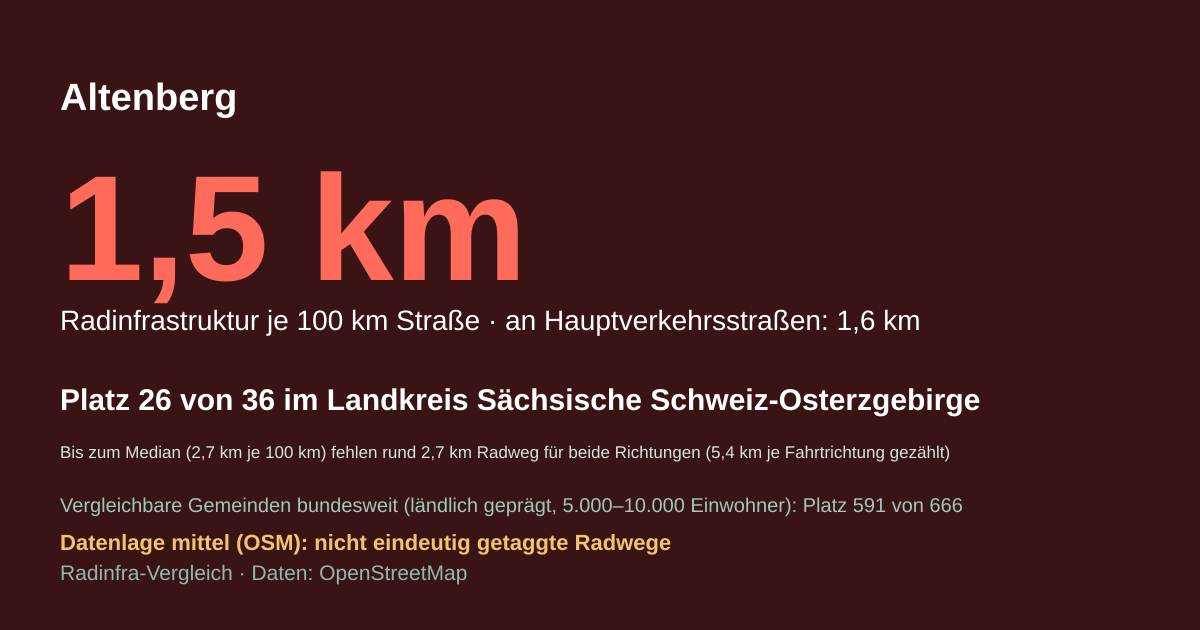 Altenberg
1,5 km
Radinfrastruktur je 100 km Straße · an Hauptverkehrsstraßen: 1,6 km
Platz 26 von 36 im Landkreis Sächsische Schweiz-Osterzgebirge
Bis zum Median (2,7 km je 100 km) fehlen rund 2,7 km Radweg für beide Richtungen (5,4 km je Fahrtrichtung gezählt)
Vergleichbare Gemeinden bundesweit (ländlich geprägt, 5.000–10.000 Einwohner): Platz 591 von 666
Datenlage mittel (OSM): nicht eindeutig getaggte Radwege
Radinfra-Vergleich · Daten: OpenStreetMap